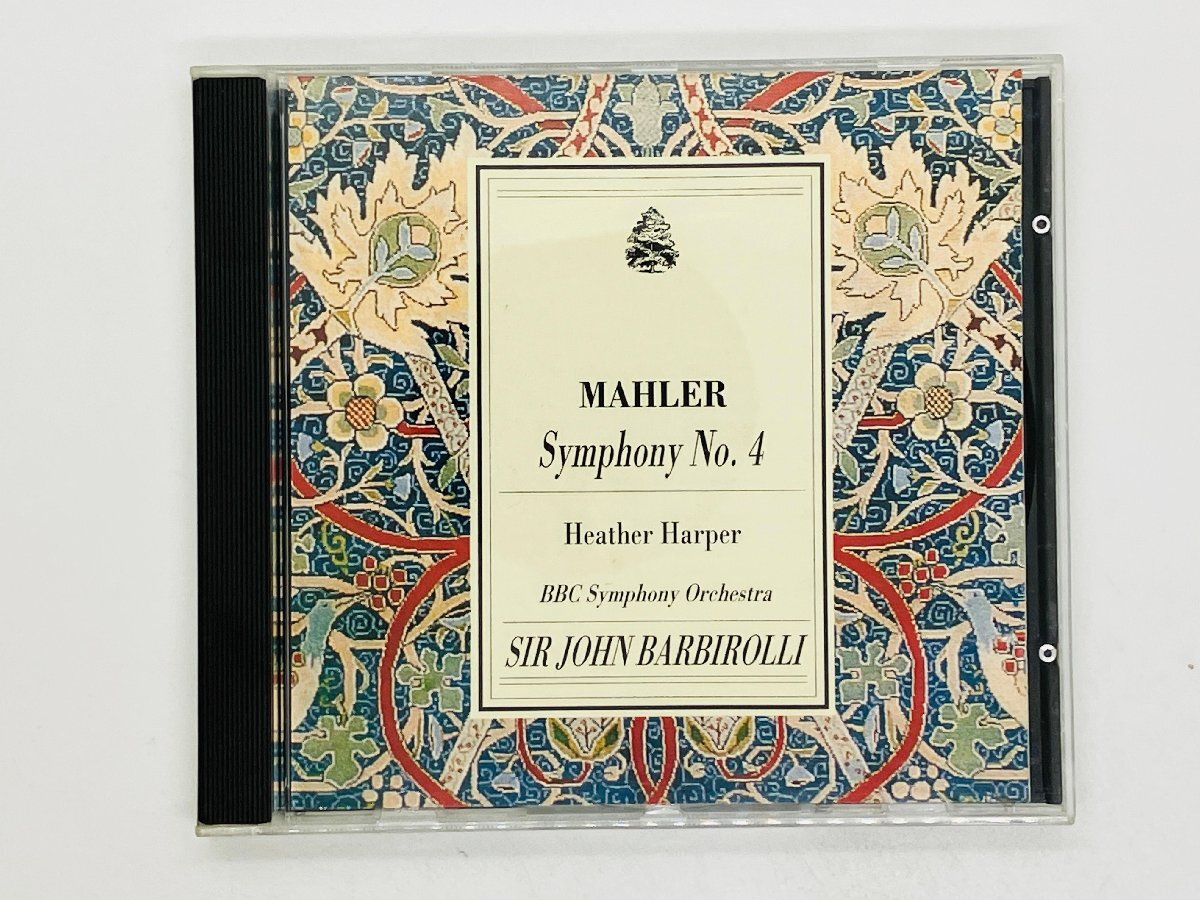 MAHLER
Symphony No. 4
Heather Harper
BBC Symphony Orchestra
SIR JOHN BARBIROLLI